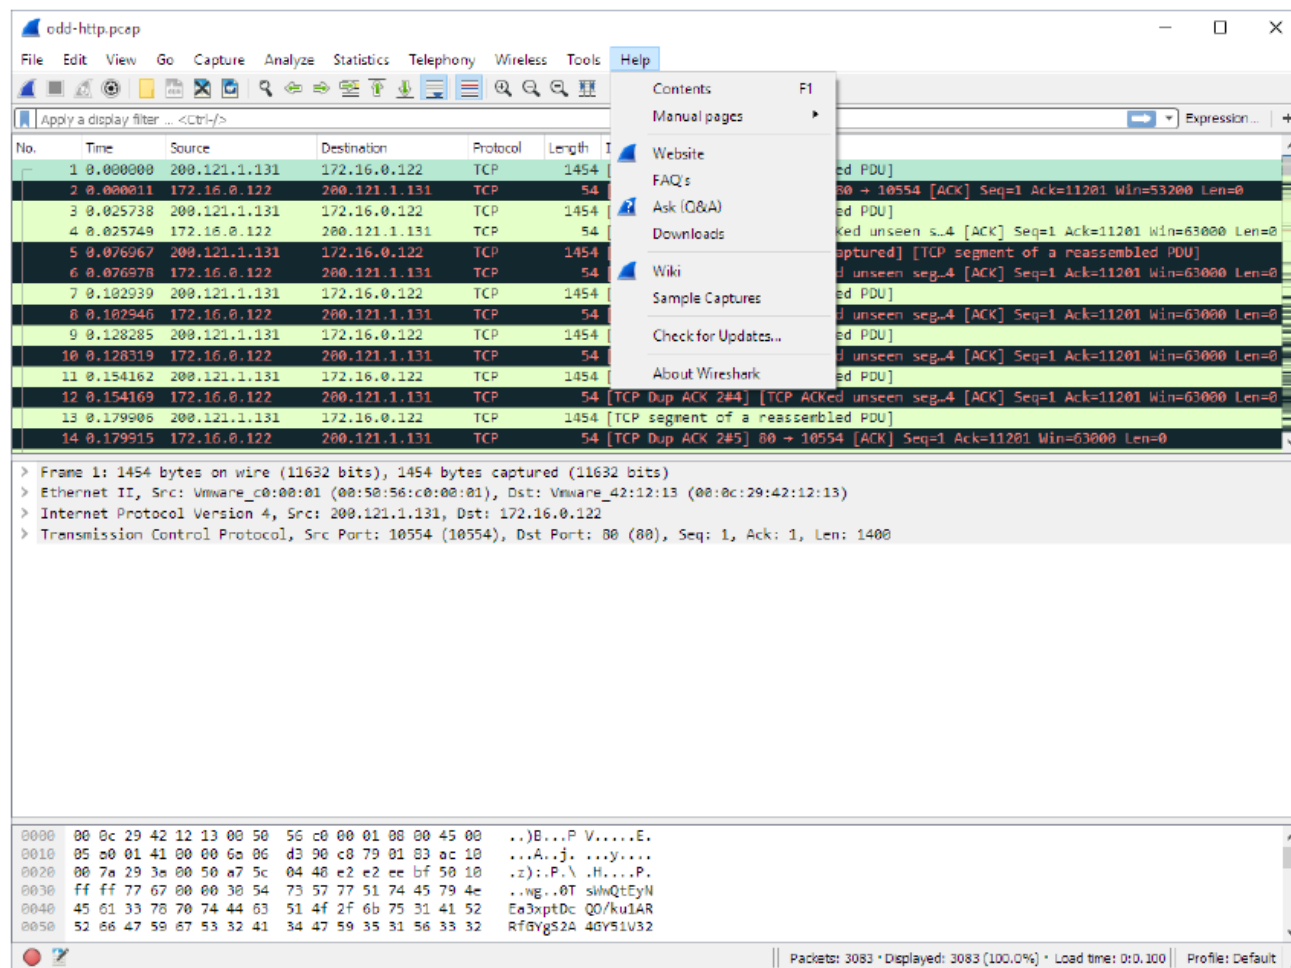 odd-http.pcap
File Edit View Go Capture Analyze Statistics Telephony Wireless Tools Help
Apply a display filter ... <Ctrl-/> Expression... +
Contents F1
Manual pages
Website
FAQ's
Ask (Q&A)
Downloads
Wiki
Sample Captures
Check for Updates...
About Wireshark
No. Time Source Destination Protocol Length I
1 0.000000 200.121.1.131 172.16.0.122 TCP 1454 [ ed PDU]
2 0.000011 172.16.0.122 200.121.1.131 TCP 54 [ 80 → 10554 [ACK] Seq=1 Ack=11201 Win=53200 Len=0
3 0.025738 200.121.1.131 172.16.0.122 TCP 1454 [ ed PDU]
4 0.025749 172.16.0.122 200.121.1.131 TCP 54 [ Ked unseen s…4 [ACK] Seq=1 Ack=11201 Win=63000 Len=0
5 0.076967 200.121.1.131 172.16.0.122 TCP 1454 [ aptured] [TCP segment of a reassembled PDU]
6 0.076978 172.16.0.122 200.121.1.131 TCP 54 [ d unseen seg…4 [ACK] Seq=1 Ack=11201 Win=63000 Len=0
7 0.102939 200.121.1.131 172.16.0.122 TCP 1454 [ ed PDU]
8 0.102946 172.16.0.122 200.121.1.131 TCP 54 [ d unseen seg…4 [ACK] Seq=1 Ack=11201 Win=63000 Len=0
9 0.128285 200.121.1.131 172.16.0.122 TCP 1454 [ ed PDU]
10 0.128319 172.16.0.122 200.121.1.131 TCP 54 [ d unseen seg…4 [ACK] Seq=1 Ack=11201 Win=63000 Len=0
11 0.154162 200.121.1.131 172.16.0.122 TCP 1454 [ ed PDU]
12 0.154169 172.16.0.122 200.121.1.131 TCP 54 [TCP Dup ACK 2#4] [TCP ACKed unseen seg…4 [ACK] Seq=1 Ack=11201 Win=63000 Len=0
13 0.179906 200.121.1.131 172.16.0.122 TCP 1454 [TCP segment of a reassembled PDU]
14 0.179915 172.16.0.122 200.121.1.131 TCP 54 [TCP Dup ACK 2#5] 80 → 10554 [ACK] Seq=1 Ack=11201 Win=63000 Len=0
> Frame 1: 1454 bytes on wire (11632 bits), 1454 bytes captured (11632 bits)
> Ethernet II, Src: Vmware_c0:00:01 (00:50:56:c0:00:01), Dst: Vmware_42:12:13 (00:0c:29:42:12:13)
> Internet Protocol Version 4, Src: 200.121.1.131, Dst: 172.16.0.122
> Transmission Control Protocol, Src Port: 10554 (10554), Dst Port: 80 (80), Seq: 1, Ack: 1, Len: 1400
0000 00 0c 29 42 12 13 00 50 56 c0 00 01 08 00 45 00 ..)B...P V.....E.
0010 05 a0 01 41 00 00 6a 06 d3 90 c8 79 01 83 ac 10 ...A..j. ...y....
0020 00 7a 29 3a 00 50 a7 5c 04 48 e2 e2 ee bf 50 10 .z):.P.\ .H....P.
0030 ff ff 77 67 00 00 30 54 73 57 77 51 74 45 79 4e ..wg..0T sWwQtEyN
0040 45 61 33 78 70 74 44 63 51 4f 2f 6b 75 31 41 52 Ea3xptDc QO/ku1AR
0050 52 66 47 59 67 53 32 41 34 47 59 35 31 56 33 32 RfGYgS2A 4GY51V32
Packets: 3083 · Displayed: 3083 (100.0%) · Load time: 0:0.100 Profile: Default